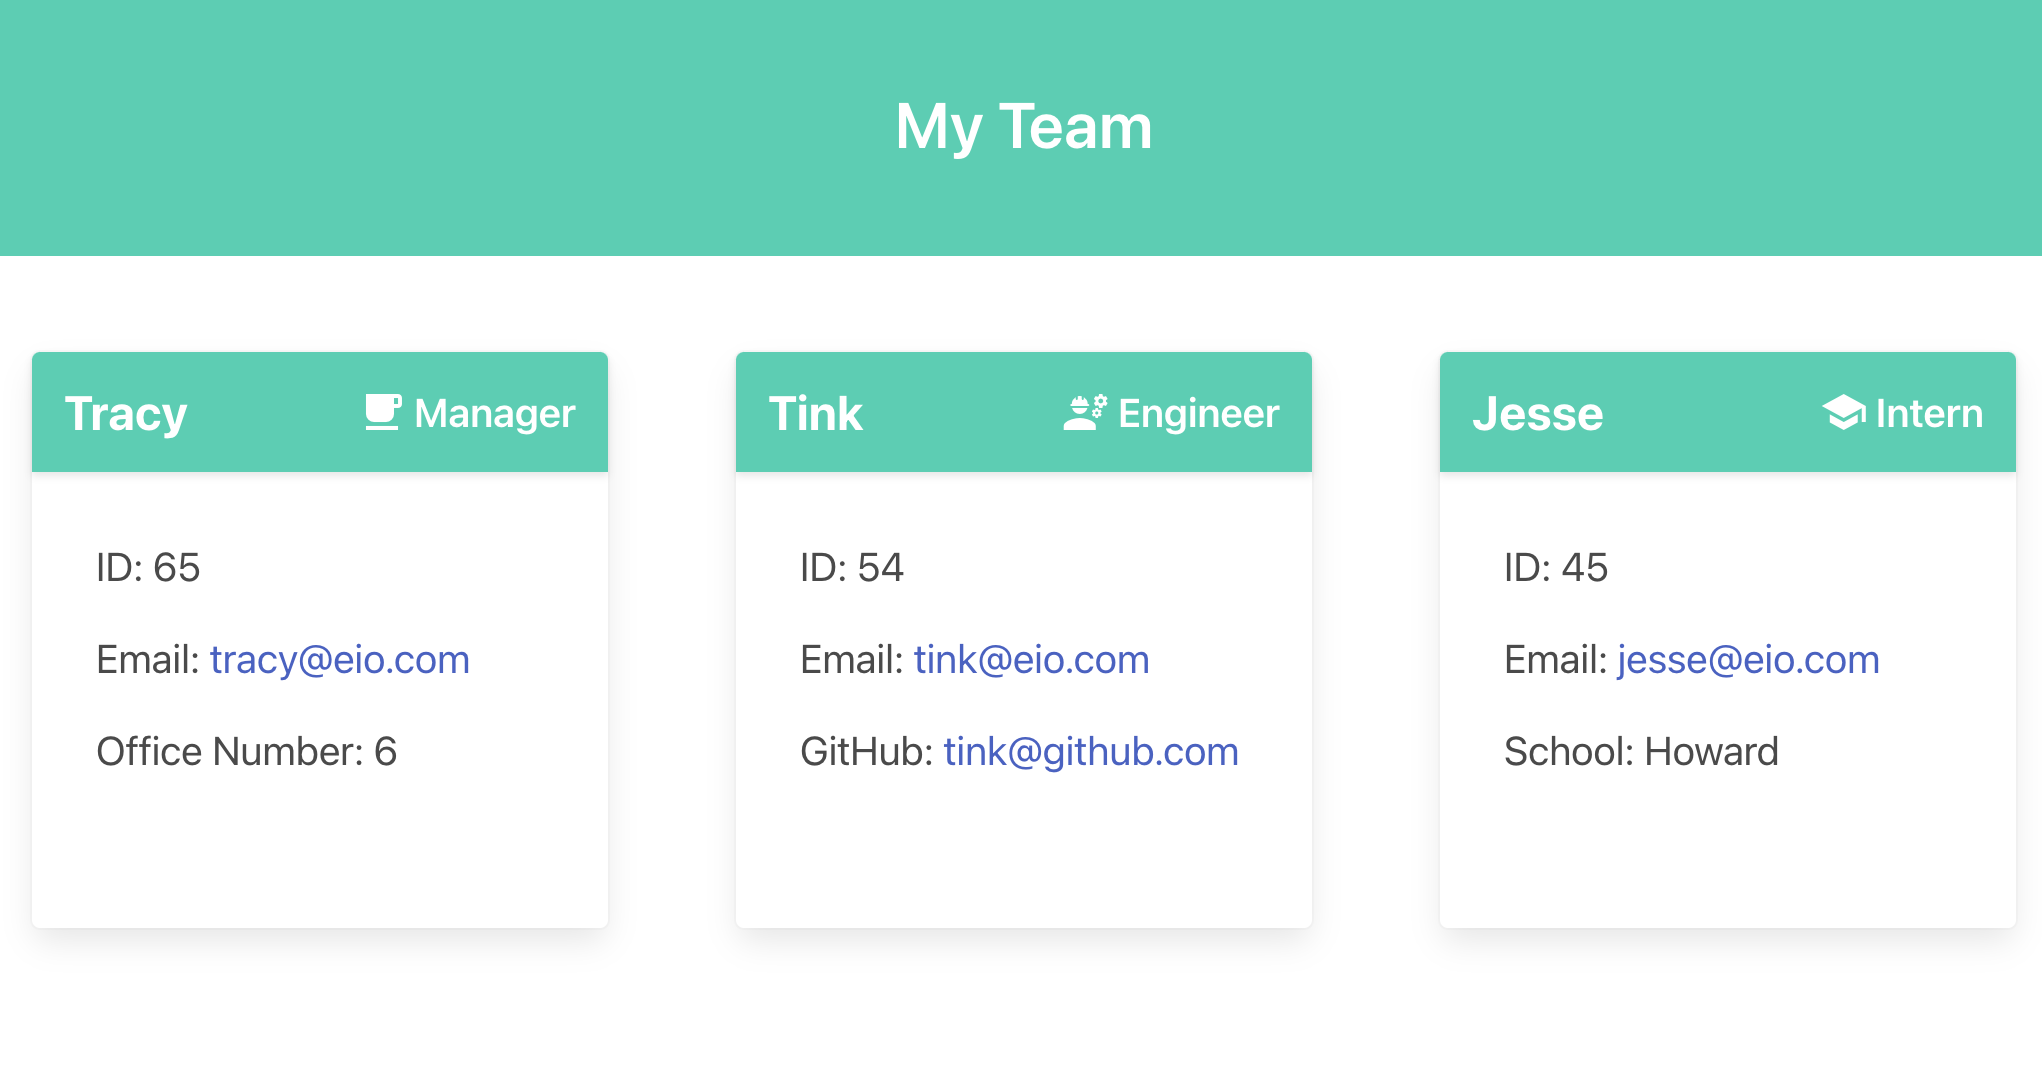 My Team
Tracy Manager
ID: 65
Email: tracy@eio.com
Office Number: 6
Tink Engineer
ID: 54
Email: tink@eio.com
GitHub: tink@github.com
Jesse Intern
ID: 45
Email: jesse@eio.com
School: Howard